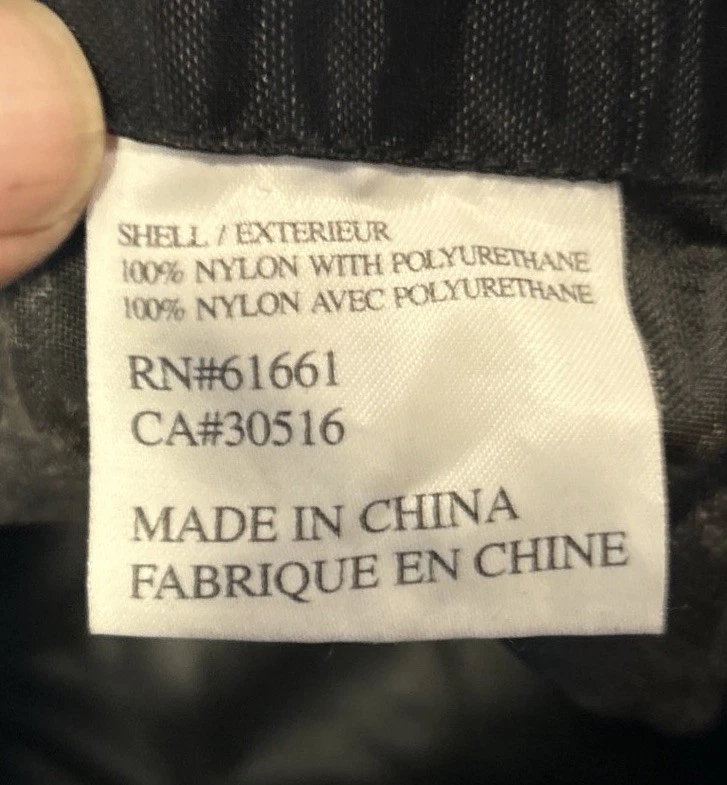 SHELL / EXTERIEUR
100% NYLON WITH POLYURETHANE
100% NYLON AVEC POLYURETHANE
RN#61661
CA#30516
MADE IN CHINA
FABRIQUE EN CHINE